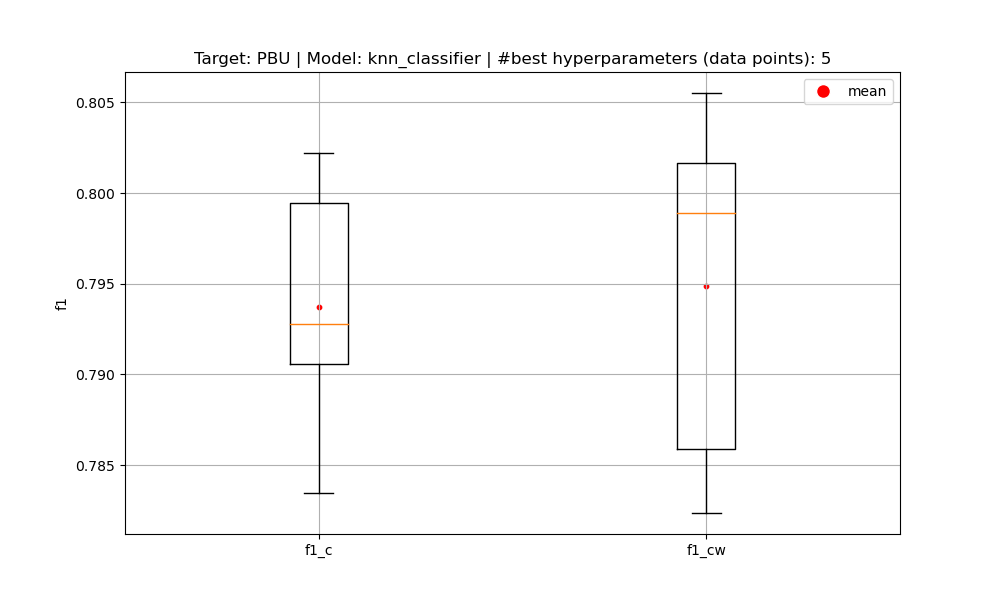 Target: PBU | Model: knn_classifier | #best hyperparameters (data points): 5
mean
0.805
0.800
0.795
0.790
0.785
f1
f1_c
f1_cw